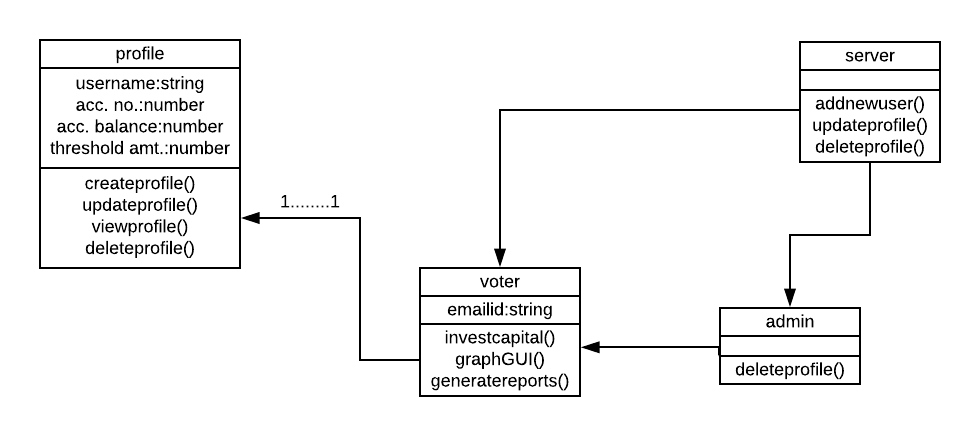 profile
username:string
acc. no.:number
acc. balance:number
threshold amt.:number
createprofile()
updateprofile()
viewprofile()
deleteprofile()
1........1
server
addnewuser()
updateprofile()
deleteprofile()
voter
emailid:string
investcapital()
graphGUI()
generatereports()
admin
deleteprofile()